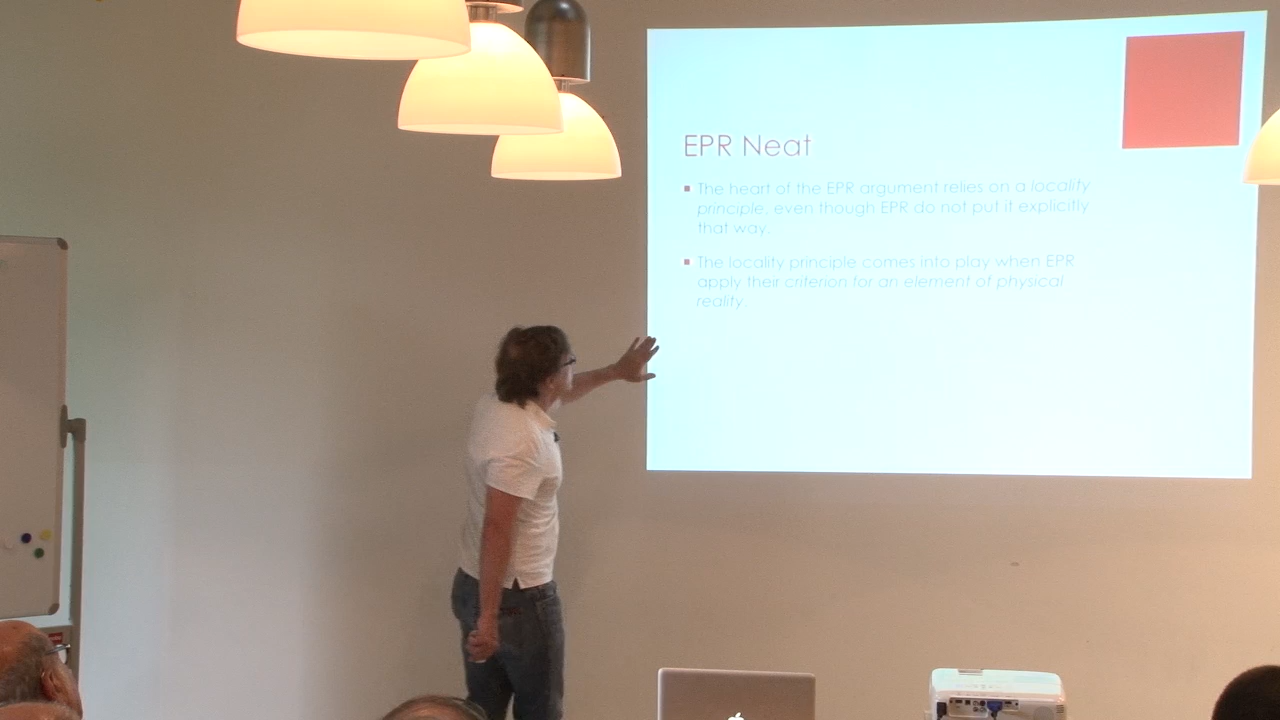 EPR Neat
The heart of the EPR argument relies on a locality
principle, even though EPR do not put it explicitly
that way.
The locality principle comes into play when EPR
apply their criterion for an element of physical
reality.